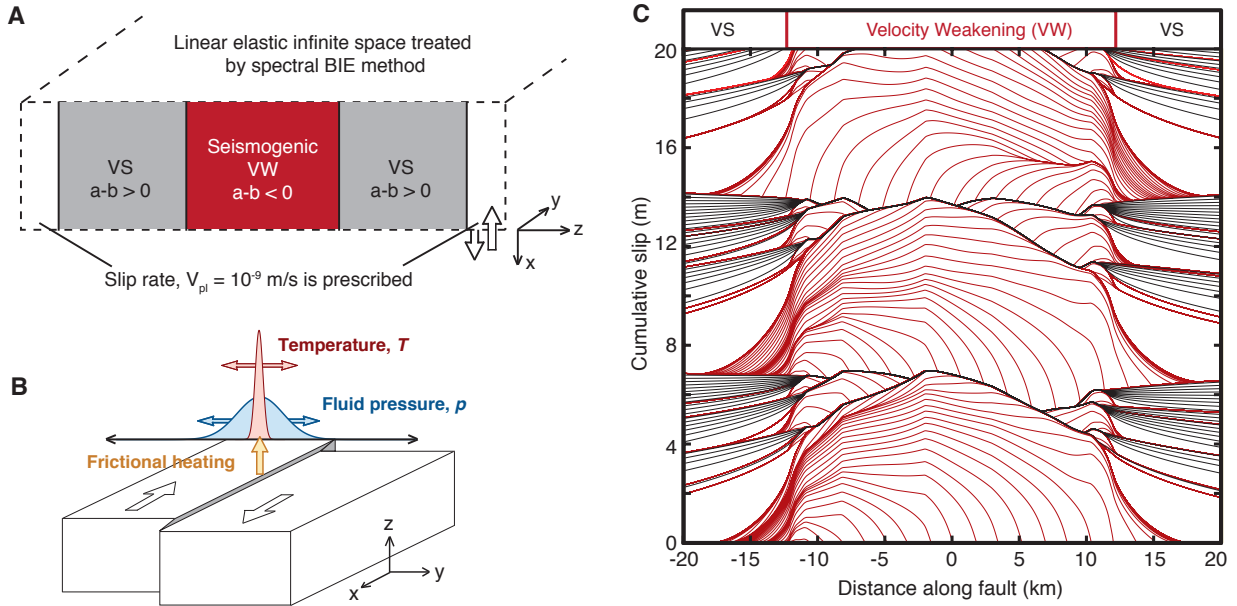 A
Linear elastic infinite space treated
by spectral BIE method
VS
a-b > 0
Seismogenic
VW
a-b < 0
VS
a-b > 0
y
z
x
Slip rate, Vpl = 10-9 m/s is prescribed
B
Temperature, T
Fluid pressure, p
Frictional heating
z
y
x
C
VS
Velocity Weakening (VW)
VS
Cumulative slip (m)
20
16
12
8
4
0
-20
-15
-10
-5
0
5
10
15
20
Distance along fault (km)